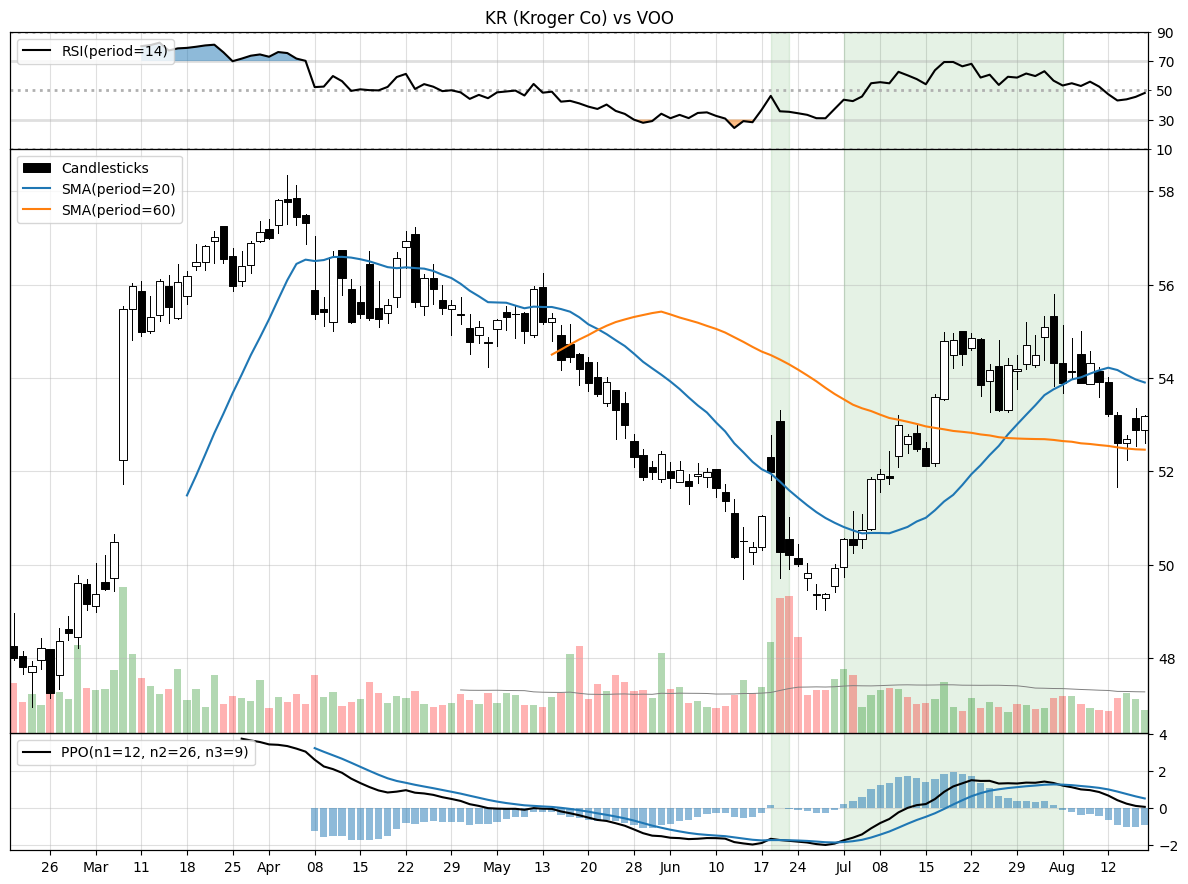 KR (Kroger Co) vs VOO
RSI(period=14)
90
70
50
30
10
Candlesticks
SMA(period=20)
SMA(period=60)
58
56
54
52
50
48
PPO(n1=12, n2=26, n3=9)
4
2
0
−2
26 Mar 11 18 25 Apr 08 15 22 29 May 13 20 28 Jun 10 17 24 Jul 08 15 22 29 Aug 12